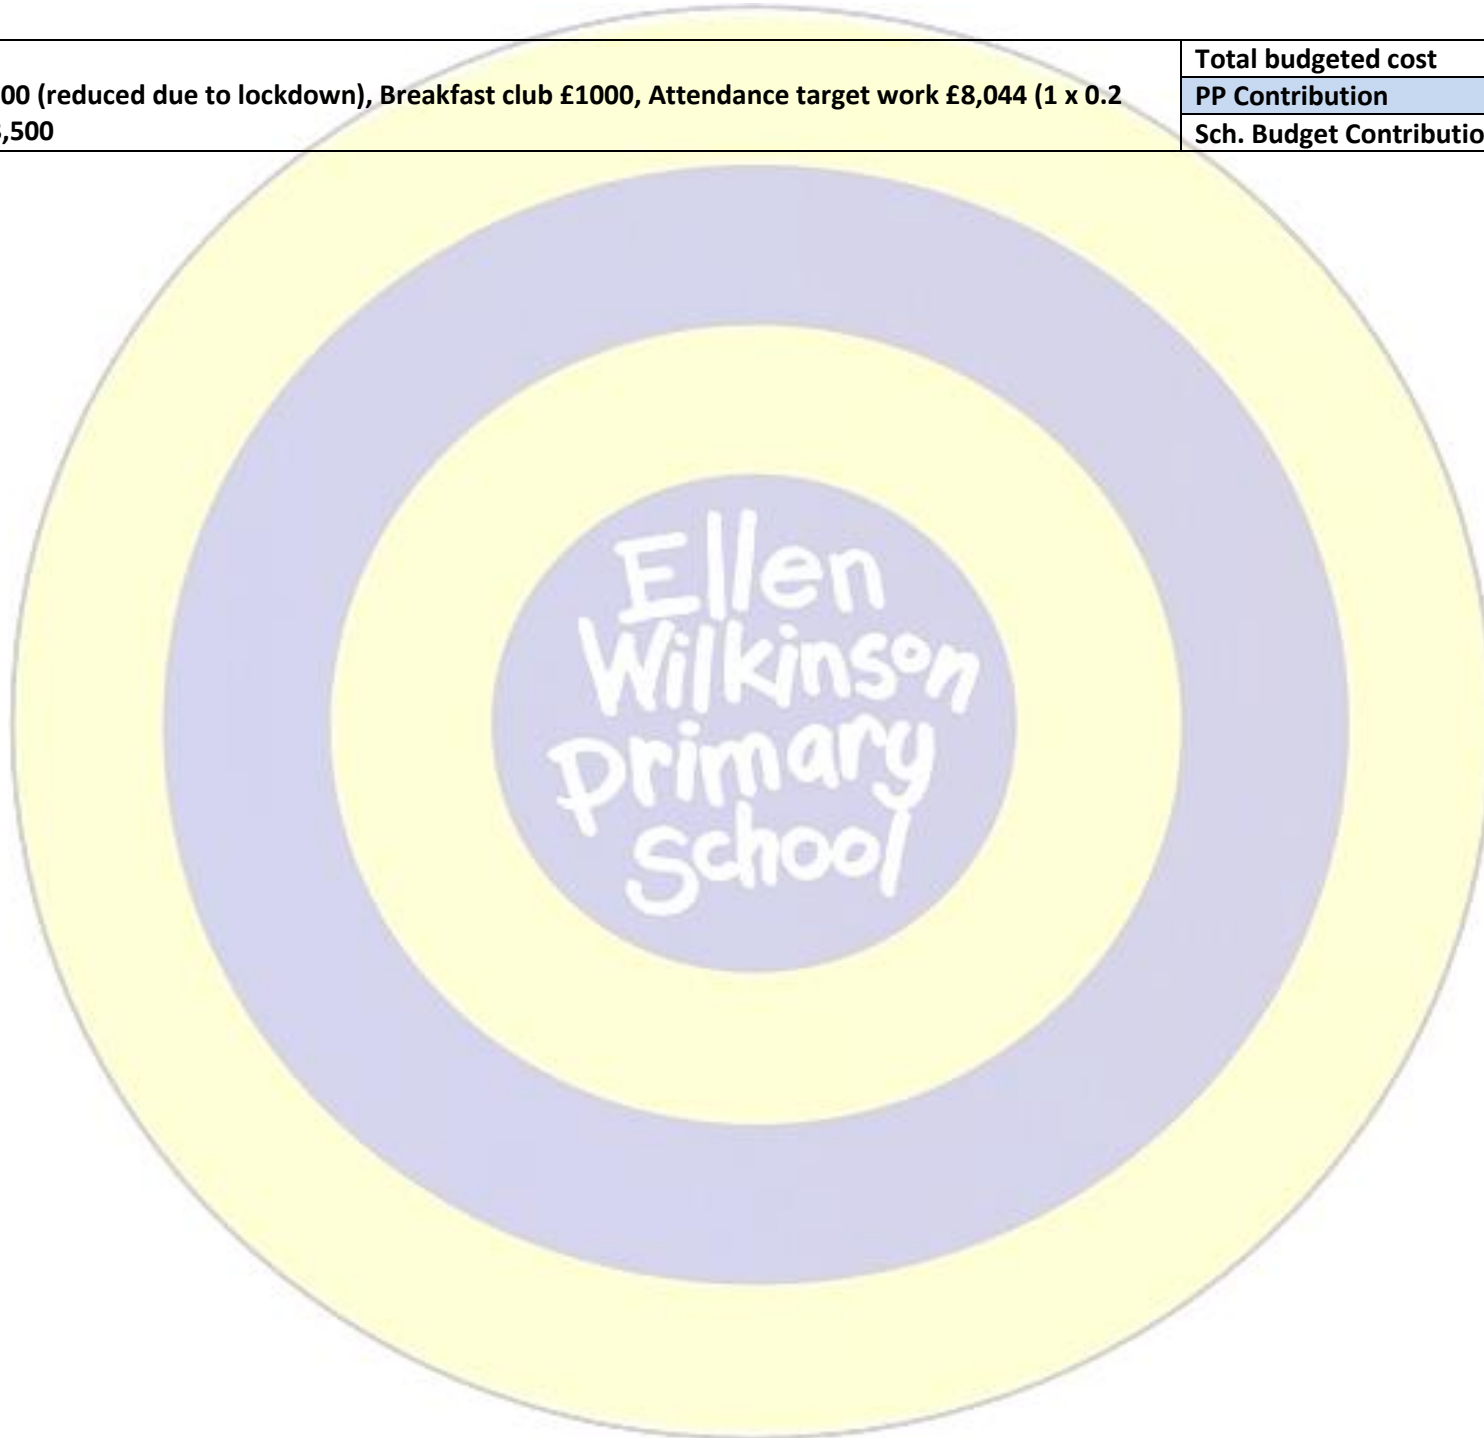 00 (reduced due to lockdown), Breakfast club £1000, Attendance target work £8,044 (1 x 0.2
,500
Total budgeted cost
PP Contribution
Sch. Budget Contributio
Ellen
Wilkinson
primary
School